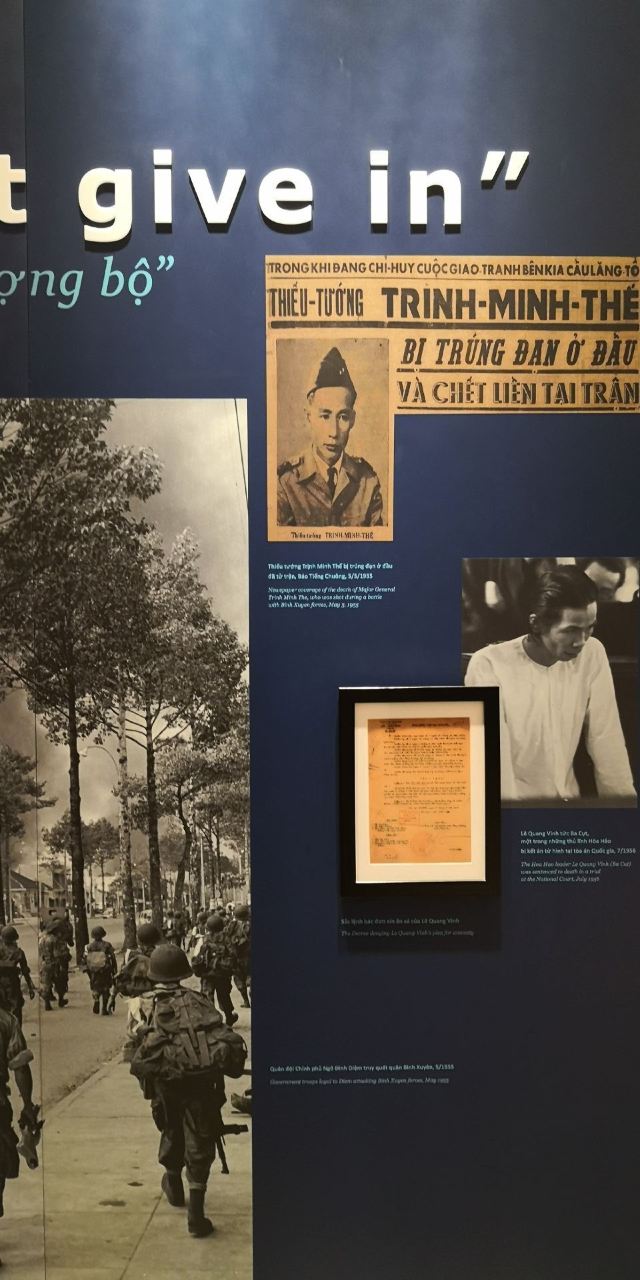 t give in”
ợng bộ”
TRONG KHI ĐANG CHỈ-HUY CUỘC GIAO-TRANH BÊN KIA CẦU LĂNG-TÔ
THIẾU-TƯỚNG TRỊNH-MINH-THẾ
BỊ TRÚNG ĐẠN Ở ĐẦU
VÀ CHẾT LIỀN TẠI TRẬN
Thiếu tướng TRỊNH-MINH-THẾ
Thiếu tướng Trịnh Minh Thế bị trúng đạn ở đầu
đã tử trận, Báo Tiếng Chuông, 3/5/1955
Newspaper coverage of the death of Major General
Trinh Minh The, who was shot during a battle
with Binh Xuyen forces, May 3, 1955
Lê Quang Vinh tức Ba Cụt,
một trong những thủ lĩnh Hòa Hảo
bị kết án tử hình tại tòa án Quốc gia, 7/1956
The Hoa Hao leader Le Quang Vinh (Ba Cut)
was sentenced to death in a trial
at the National Court, July 1956
Sắc lệnh bác đơn xin ân xá của Lê Quang Vinh
The Decree denying Le Quang Vinh's plea for amnesty
Quân đội Chính phủ Ngô Đình Diệm truy quét quân Bình Xuyên, 5/1955
Government troops loyal to Diem attacking Binh Xuyen forces, May 1955